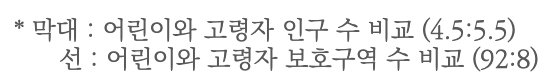 * 막대 : 어린이와 고령자 인구 수 비교 (4.5:5.5)
선 : 어린이와 고령자 보호구역 수 비교 (92:8)